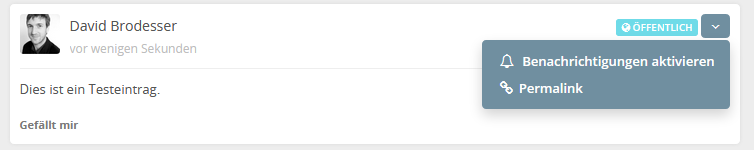 David Brodesser
ÖFFENTLICH
vor wenigen Sekunden
Benachrichtigungen aktivieren
Permalink
Dies ist ein Testeintrag.
Gefällt mir